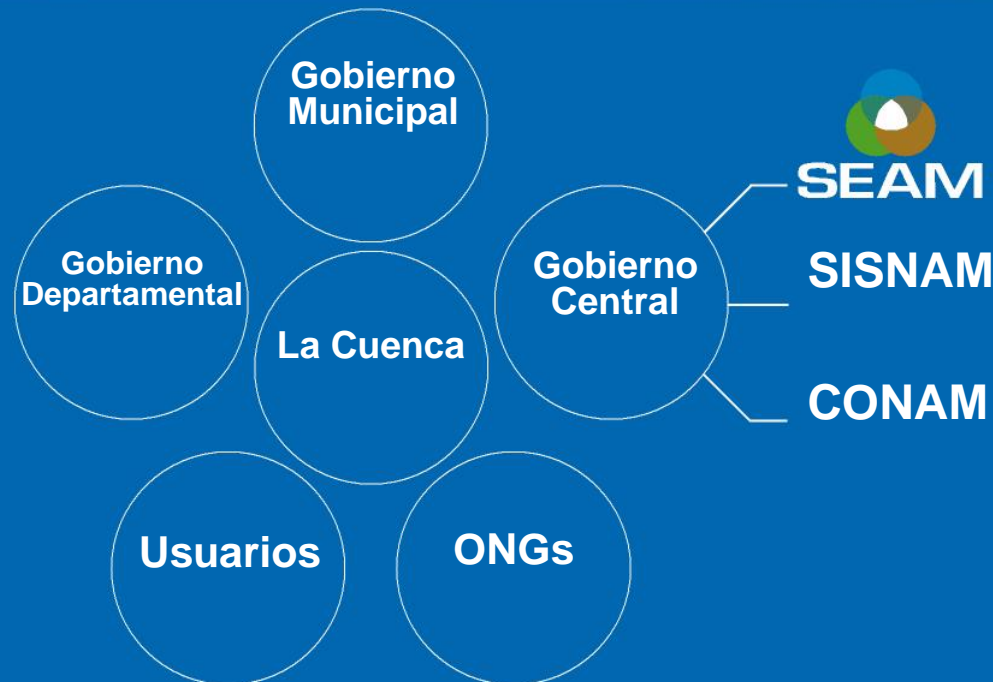 Gobierno
Municipal
SEAM
Gobierno
Departamental
Gobierno
Central
SISNAM
La Cuenca
CONAM
Usuarios
ONGs